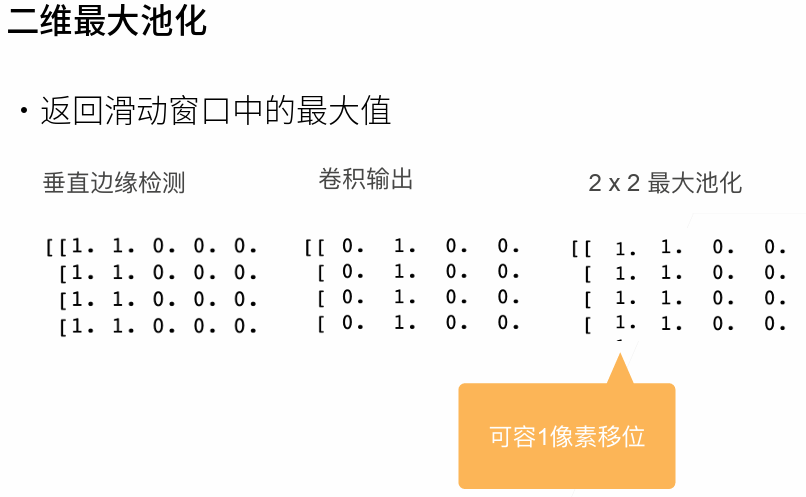 二维最大池化
• 返回滑动窗口中的最大值
垂直边缘检测 卷积输出 2 x 2 最大池化
[[1. 1. 0. 0. 0. [[ 0. 1. 0. 0. [[ 1. 1. 0. 0.
[1. 1. 0. 0. 0. [ 0. 1. 0. 0. [ 1. 1. 0. 0.
[1. 1. 0. 0. 0. [ 0. 1. 0. 0. [ 1. 1. 0. 0.
[1. 1. 0. 0. 0. [ 0. 1. 0. 0. [ 1. 1. 0. 0.
可容1像素移位